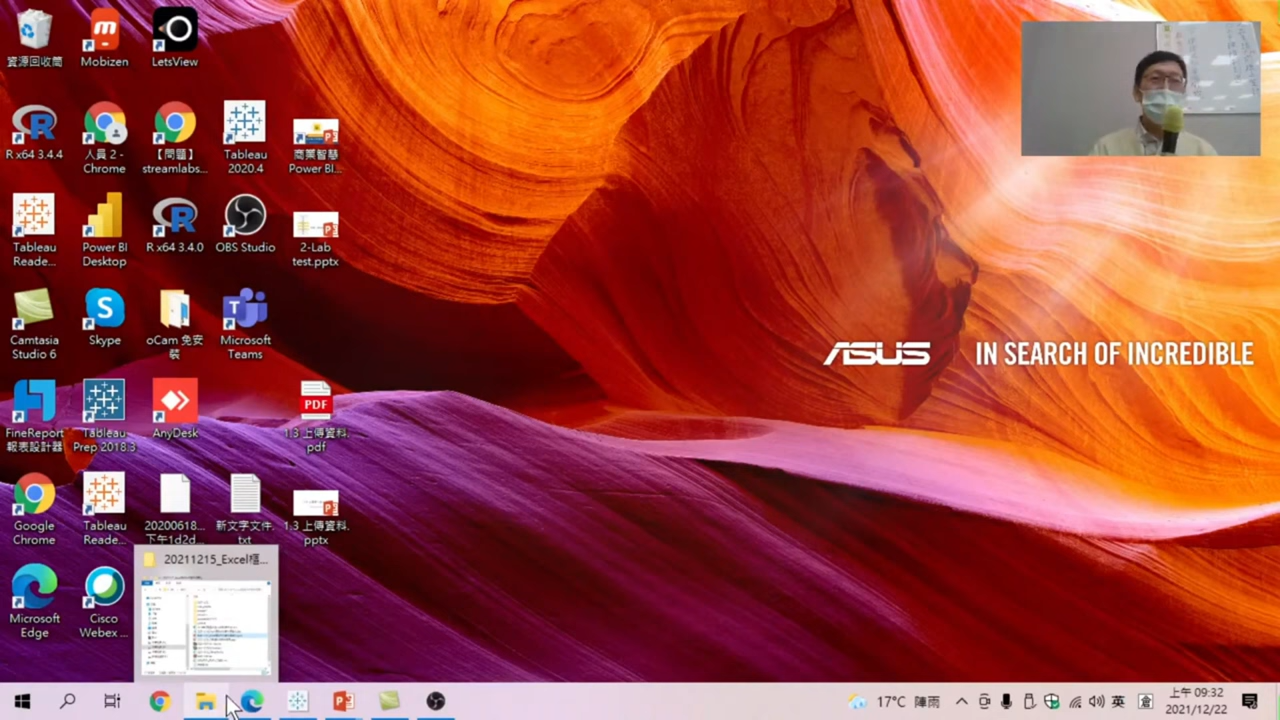 資源回收筒
Mobizen
LetsView
R x64 3.4.4
人員 2 -
Chrome
【問題】
streamlabs...
Tableau
2020.4
商業智慧
Power BI...
Tableau
Reade...
Power BI
Desktop
R x64 3.4.0
OBS Studio
2-Lab
test.pptx
Camtasia
Studio 6
Skype
oCam 免安
裝
Microsoft
Teams
FineReport
報表設計器
Tableau
Prep 2018.3
AnyDesk
PDF
1.3 上傳資料.
pdf
Google
Chrome
Tableau
Reade...
20200618...
下午1d2d...
新文字文件.
txt
1.3 上傳資料.
pptx
20211215_Excel框...
Microsoft
Edge
Cisco
Webex ...
ASUS IN SEARCH OF INCREDIBLE
17°C 陣雨
英
倉
上午 09:32
2021/12/22